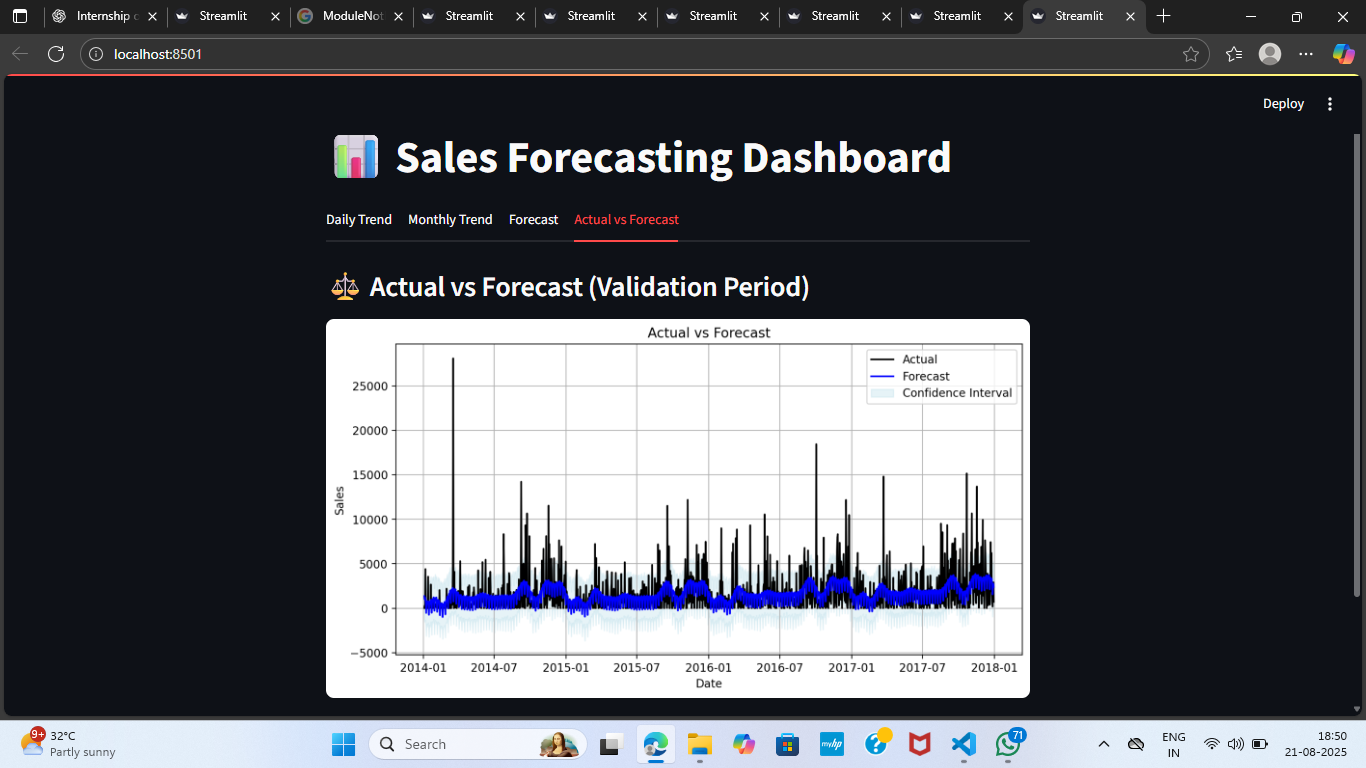 Internship c
Streamlit
ModuleNot
Streamlit
Streamlit
Streamlit
Streamlit
Streamlit
Streamlit
localhost:8501
Deploy
Sales Forecasting Dashboard
Daily Trend Monthly Trend Forecast Actual vs Forecast
Actual vs Forecast (Validation Period)
Actual vs Forecast
Actual
Forecast
Confidence Interval
25000
20000
15000
10000
5000
0
−5000
Sales
2014-01 2014-07 2015-01 2015-07 2016-01 2016-07 2017-01 2017-07 2018-01
Date
9+
32°C
Partly sunny
Search
myhp
71
ENG
IN
18:50
21-08-2025